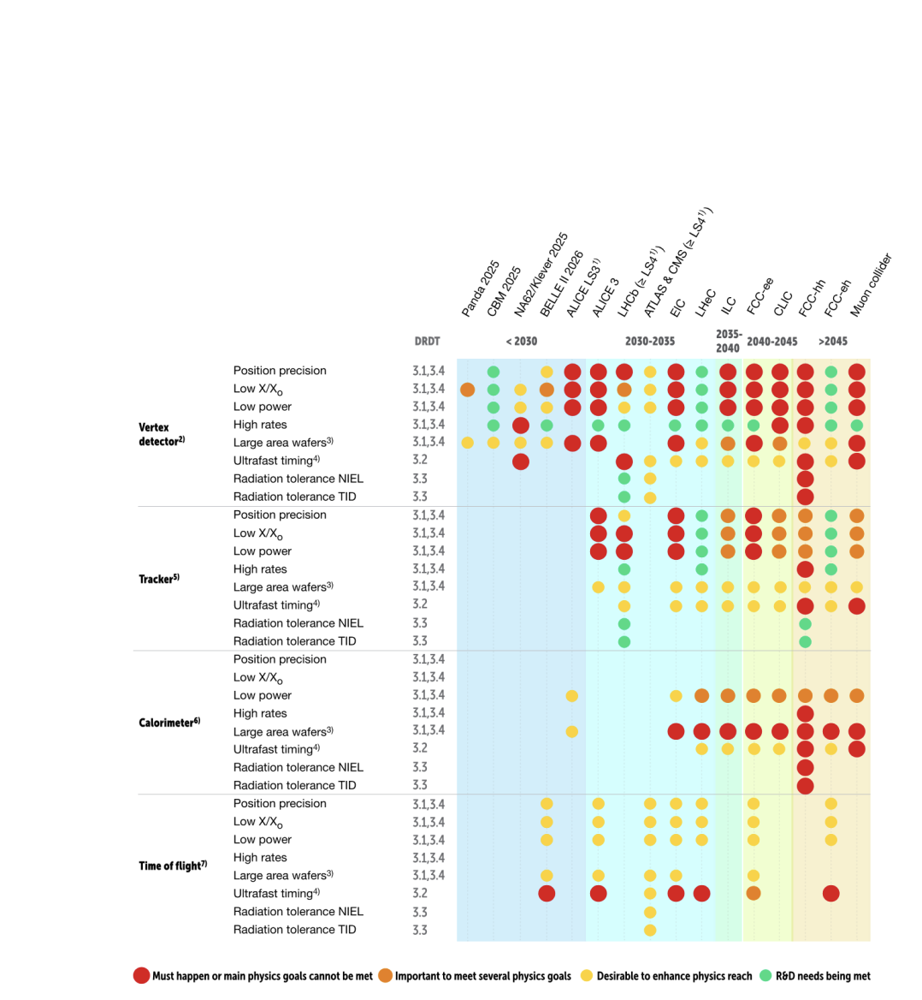 Panda 2025
CBM 2025
NA62/Klever 2025
BELLE II 2026
ALICE LS3¹⁾
ALICE 3
LHCb (≥ LS4¹⁾)
ATLAS & CMS (≥ LS4¹⁾)
EIC
LHeC
ILC
FCC-ee
CLIC
FCC-hh
FCC-eh
Muon collider
DRDT < 2030 2030-2035 2035-2040 2040-2045 >2045
Vertex detector²⁾
Position precision 3.1,3.4
Low X/X₀ 3.1,3.4
Low power 3.1,3.4
High rates 3.1,3.4
Large area wafers³⁾ 3.1,3.4
Ultrafast timing⁴⁾ 3.2
Radiation tolerance NIEL 3.3
Radiation tolerance TID 3.3
Tracker⁵⁾
Position precision 3.1,3.4
Low X/X₀ 3.1,3.4
Low power 3.1,3.4
High rates 3.1,3.4
Large area wafers³⁾ 3.1,3.4
Ultrafast timing⁴⁾ 3.2
Radiation tolerance NIEL 3.3
Radiation tolerance TID 3.3
Calorimeter⁶⁾
Position precision 3.1,3.4
Low X/X₀ 3.1,3.4
Low power 3.1,3.4
High rates 3.1,3.4
Large area wafers³⁾ 3.1,3.4
Ultrafast timing⁴⁾ 3.2
Radiation tolerance NIEL 3.3
Radiation tolerance TID 3.3
Time of flight⁷⁾
Position precision 3.1,3.4
Low X/X₀ 3.1,3.4
Low power 3.1,3.4
High rates 3.1,3.4
Large area wafers³⁾ 3.1,3.4
Ultrafast timing⁴⁾ 3.2
Radiation tolerance NIEL 3.3
Radiation tolerance TID 3.3
Must happen or main physics goals cannot be met Important to meet several physics goals Desirable to enhance physics reach R&D needs being met